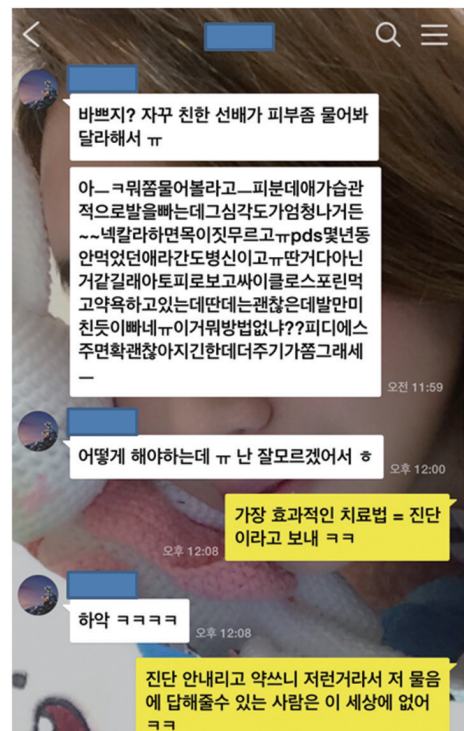 바쁘지? 자꾸 친한 선배가 피부좀 물어봐
달라해서 ㅠ
아ㅡㅋ뭐쫌물어볼라고ㅡ피분데애가습관
적으로발을빠는데그심각도가엄청나거든
~~넥칼라하면목이짓무르고ㅠpds몇년동
안먹었던애라간도병신이고ㅠ딴거다아닌
거같길래아토피로보고싸이클로스포린먹
고약욕하고있는데딴데는괜찮은데발만미
친듯이빠네ㅠ이거뭐방법없냐??피디에스
주면확괜찮아지긴한데더주기가쫌그래세
ㅡ
오전 11:59
어떻게 해야하는데 ㅠ 난 잘모르겠어서 ㅎ
오후 12:00
가장 효과적인 치료법 = 진단
이라고 보내 ㅋㅋ
오후 12:08
하악 ㅋㅋㅋㅋ
오후 12:08
진단 안내리고 약쓰니 저런거라서 저 물음
에 답해줄수 있는 사람은 이 세상에 없어
ㅋㅋ